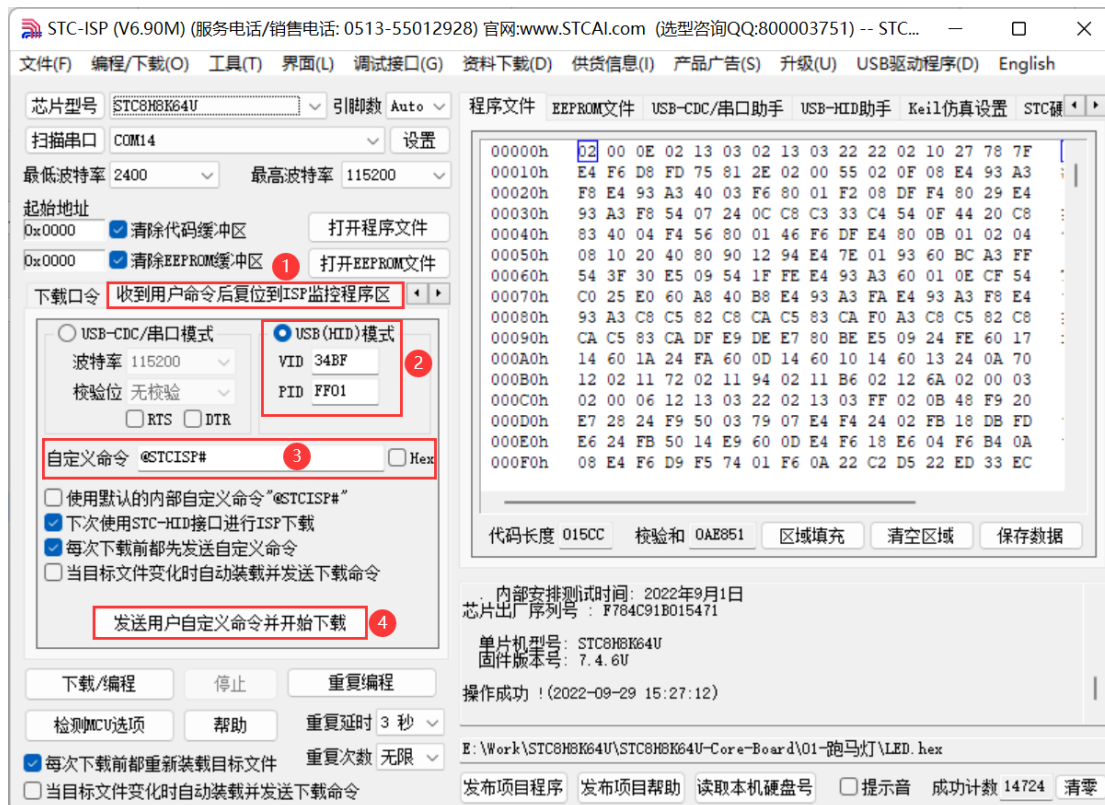 STC-ISP (V6.90M) (服务电话/销售电话: 0513-55012928) 官网:www.STCAI.com (选型咨询QQ:800003751) -- STC...
文件(F) 编程/下载(O) 工具(T) 界面(L) 调试接口(G) 资料下载(D) 供货信息(I) 产品广告(S) 升级(U) USB驱动程序(D) English
芯片型号 STC8H8K64U 引脚数 Auto
扫描串口 COM14 设置
最低波特率 2400 最高波特率 115200
起始地址
0x0000 清除代码缓冲区 打开程序文件
0x0000 清除EEPROM缓冲区 打开EEPROM文件
1
下载口令 收到用户命令后复位到ISP监控程序区
USB-CDC/串口模式 USB(HID)模式
波特率 115200 VID 34BF 2
校验位 无校验 PID FF01
RTS DTR
自定义命令 @STCISP# 3 Hex
使用默认的内部自定义命令"@STCISP#"
下次使用STC-HID接口进行ISP下载
每次下载前都先发送自定义命令
当目标文件变化时自动装载并发送下载命令
发送用户自定义命令并开始下载 4
下载/编程 停止 重复编程
检测MCU选项 帮助 重复延时 3 秒
每次下载前都重新装载目标文件 重复次数 无限
当目标文件变化时自动装载并发送下载命令
程序文件 EEPROM文件 USB-CDC/串口助手 USB-HID助手 Keil仿真设置 STC硬
00000h 02 00 0E 02 13 03 02 13 03 22 22 02 10 27 78 7F
00010h E4 F6 D8 FD 75 81 2E 02 00 55 02 0F 08 E4 93 A3
00020h F8 E4 93 A3 40 03 F6 80 01 F2 08 DF F4 80 29 E4
00030h 93 A3 F8 54 07 24 0C C8 C3 33 C4 54 0F 44 20 C8
00040h 83 40 04 F4 56 80 01 46 F6 DF E4 80 0B 01 02 04
00050h 08 10 20 40 80 90 12 94 E4 7E 01 93 60 BC A3 FF
00060h 54 3F 30 E5 09 54 1F FE E4 93 A3 60 01 0E CF 54
00070h C0 25 E0 60 A8 40 B8 E4 93 A3 FA E4 93 A3 F8 E4
00080h 93 A3 C8 C5 82 C8 CA C5 83 CA F0 A3 C8 C5 82 C8
00090h CA C5 83 CA DF E9 DE E7 80 BE E5 09 24 FE 60 17
000A0h 14 60 1A 24 FA 60 0D 14 60 10 14 60 13 24 0A 70
000B0h 12 02 11 72 02 11 94 02 11 B6 02 12 6A 02 00 03
000C0h 02 00 06 12 13 03 22 02 13 03 FF 02 0B 48 F9 20
000D0h E7 28 24 F9 50 03 79 07 E4 F4 24 02 FB 18 DB FD
000E0h E6 24 FB 50 14 E9 60 0D E4 F6 18 E6 04 F6 B4 0A
000F0h 08 E4 F6 D9 F5 74 01 F6 0A 22 C2 D5 22 ED 33 EC
代码长度 015CC 校验和 0AE851 区域填充 清空区域 保存数据
. 内部安排测试时间: 2022年9月1日
芯片出厂序列号 : F784C91B015471
单片机型号: STC8H8K64U
固件版本号: 7.4.6U
操作成功 !(2022-09-29 15:27:12)
E:\Work\STC8H8K64U\STC8H8K64U-Core-Board\01-跑马灯\LED.hex
发布项目程序 发布项目帮助 读取本机硬盘号 提示音 成功计数 14724 清零